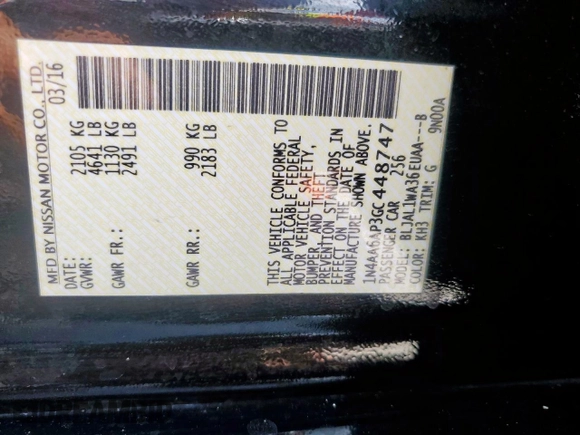 MFD BY NISSAN MOTOR CO., LTD.
DATE: 03/16
GVWR: 2105 KG
4641 LB
GAWR FR.: 1130 KG
2491 LB
GAWR RR.: 990 KG
2183 LB
THIS VEHICLE CONFORMS TO
ALL APPLICABLE FEDERAL
MOTOR VEHICLE SAFETY,
BUMPER, AND THEFT
PREVENTION STANDARDS IN
EFFECT ON THE DATE OF
MANUFACTURE SHOWN ABOVE.
1N4AA6AP3GC448747
PASSENGER CAR 236
MODEL: BLJALIWA36EUAA---B
COLOR: KH3 TRIM: G 9N00A